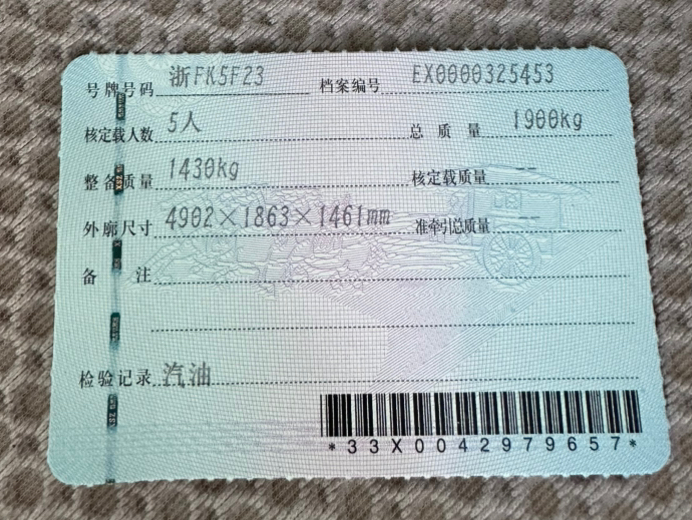 号牌号码 浙FK5F23 档案编号 EX0000325453
核定载人数 5人 总质量 1900kg
整备质量 1430kg 核定载质量 --
外廓尺寸 4902×1863×1461mm 准牵引总质量 --
备注
检验记录 汽油
*33X0042979657*